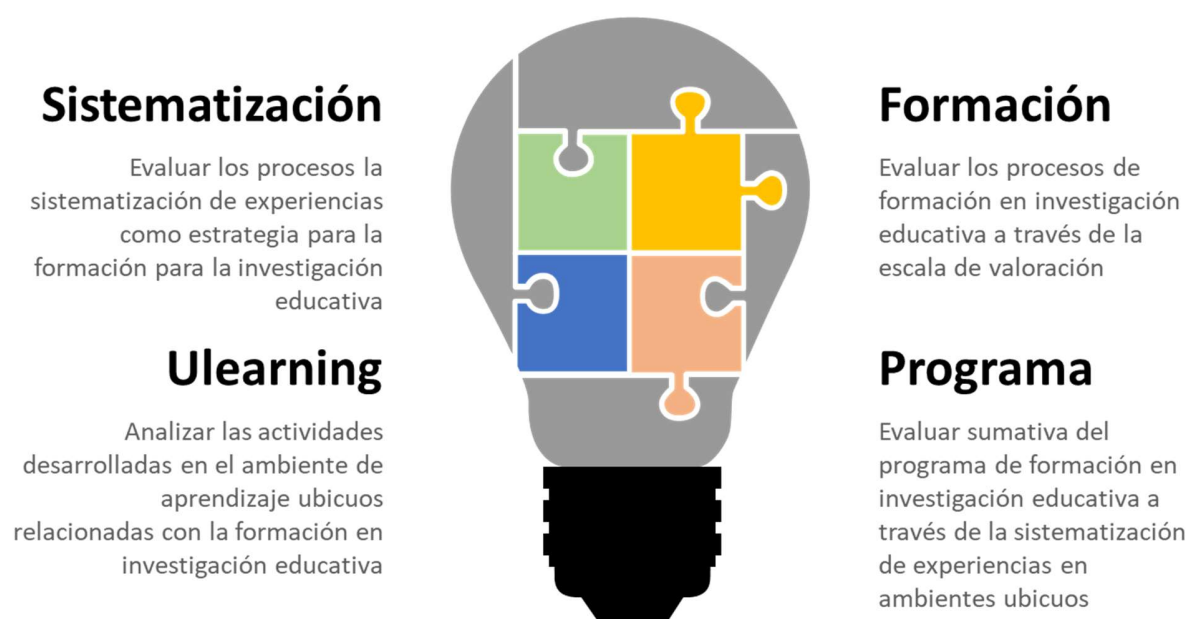 Sistematización
Evaluar los procesos la
sistematización de experiencias
como estrategia para la
formación para la investigación
educativa
Ulearning
Analizar las actividades
desarrolladas en el ambiente de
aprendizaje ubicuos
relacionadas con la formación en
investigación educativa
Formación
Evaluar los procesos de
formación en investigación
educativa a través de la
escala de valoración
Programa
Evaluar sumativa del
programa de formación en
investigación educativa a
través de la sistematización
de experiencias en
ambientes ubicuos